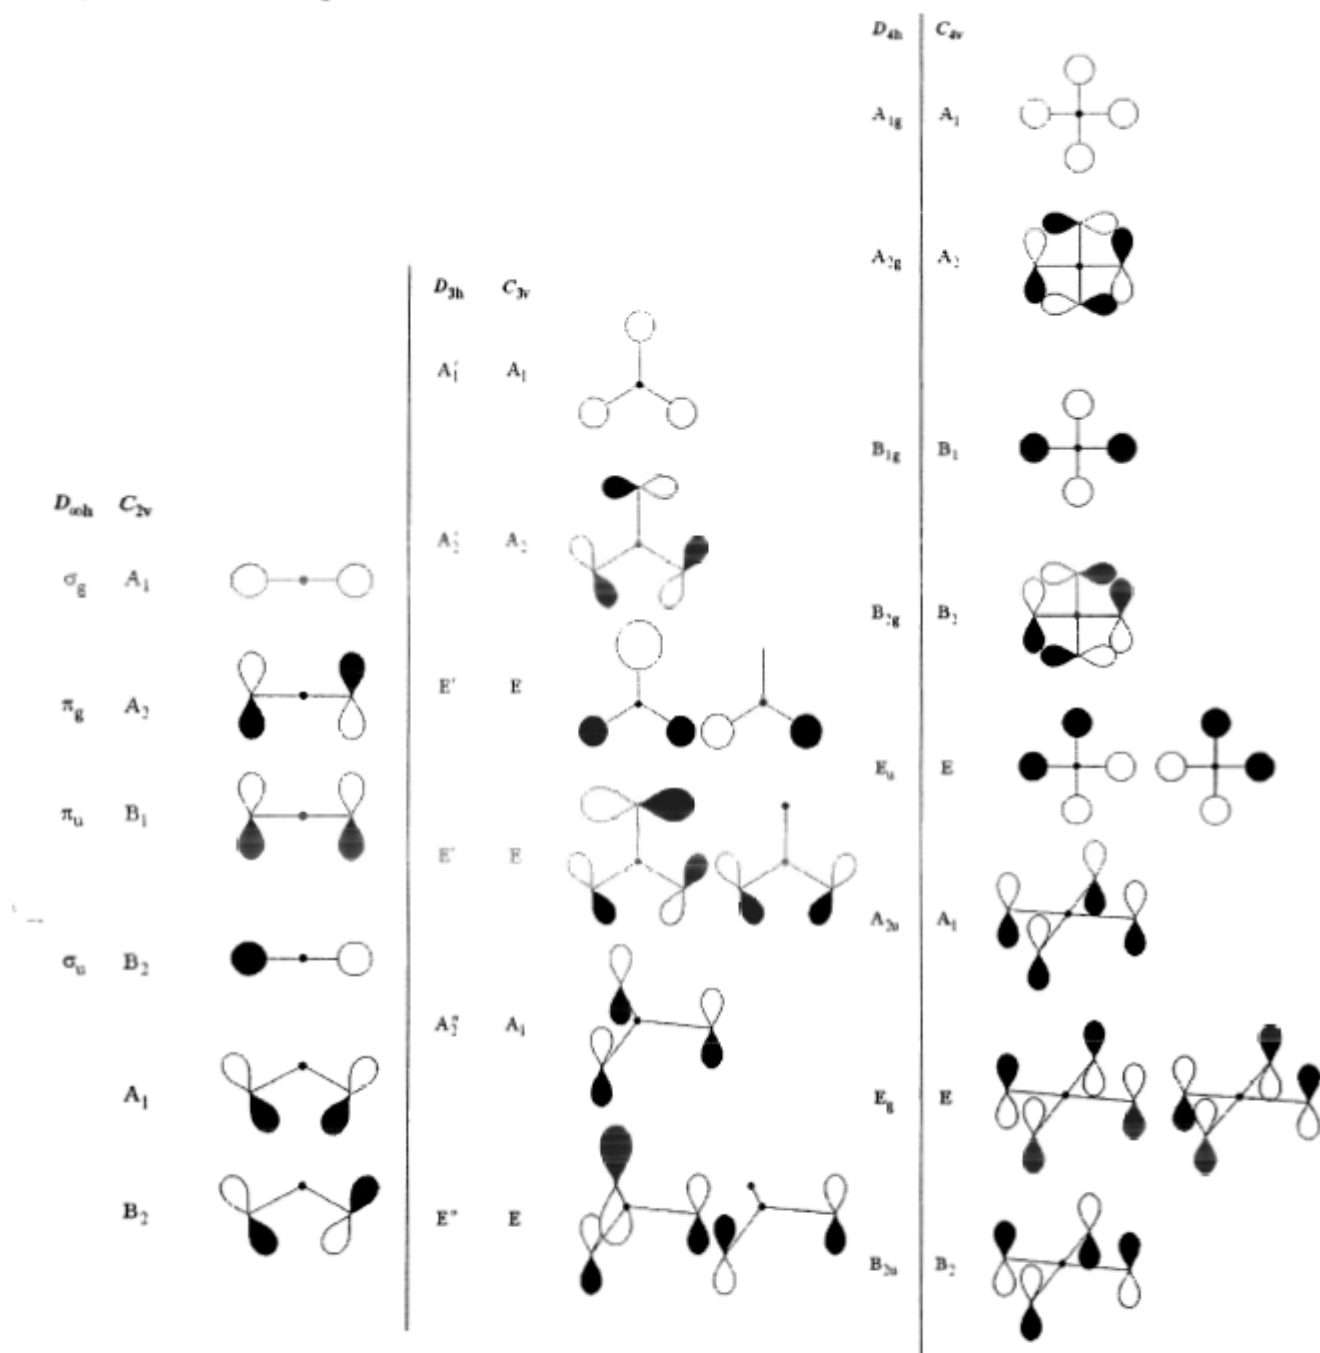 D∞h C2v
σg A1
πg A2
πu B1
σu B2
A1
B2
D3h C3v
A1′ A1
A2′ A2
E′ E
E′ E
A2″ A1
E″ E
D4h C4v
A1g A1
A2g A2
B1g B1
B2g B2
Eu E
A2u A1
Eg E
B2u B2